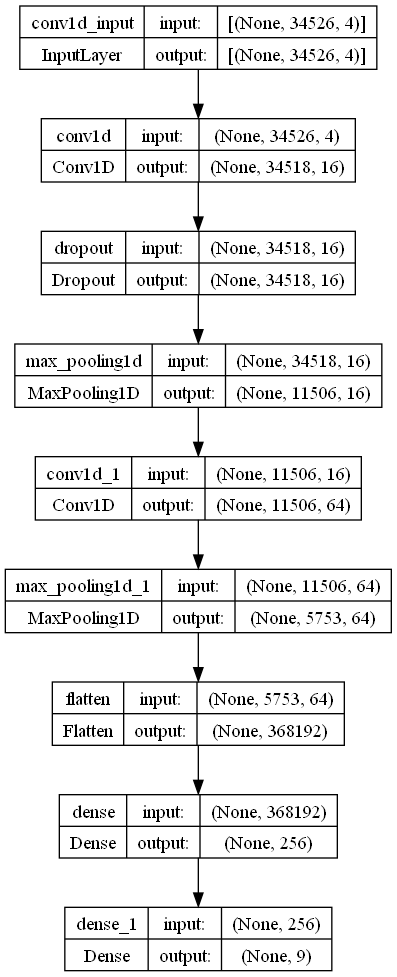 conv1d_input input: [(None, 34526, 4)]
InputLayer output: [(None, 34526, 4)]
conv1d input: (None, 34526, 4)
Conv1D output: (None, 34518, 16)
dropout input: (None, 34518, 16)
Dropout output: (None, 34518, 16)
max_pooling1d input: (None, 34518, 16)
MaxPooling1D output: (None, 11506, 16)
conv1d_1 input: (None, 11506, 16)
Conv1D output: (None, 11506, 64)
max_pooling1d_1 input: (None, 11506, 64)
MaxPooling1D output: (None, 5753, 64)
flatten input: (None, 5753, 64)
Flatten output: (None, 368192)
dense input: (None, 368192)
Dense output: (None, 256)
dense_1 input: (None, 256)
Dense output: (None, 9)